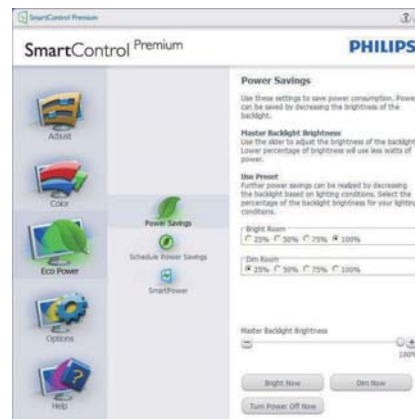 SmartControl Premium
SmartControl Premium
PHILIPS
Adjust
Color
Eco Power
Options
Help
Power Savings
Schedule Power Savings
SmartPower
Power Savings
Use these settings to save power consumption. Power
can be saved by decreasing the brightness of the
backlight.
Master Backlight Brightness
Use the slider to adjust the brightness of the backlight
Lower percentage of brightness will use less watts of
power.
Use Preset
Further power savings can be realized by decreasing
the backlight based on lighting conditions. Select the
percentage of the backlight brightness for your lighting
conditions.
Bright Room
25% 50% 75% 100%
Dim Room
25% 50% 75% 100%
Master Backlight Brightness
100%
Bright Now Dim Now
Turn Power Off Now